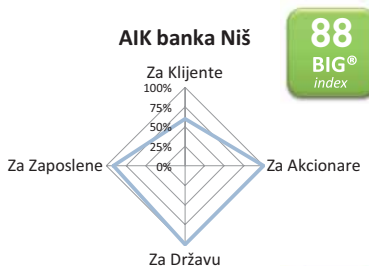 AIK banka Niš
88
BIG®
index
Za Klijente
100%
75%
50%
25%
0%
Za Zaposlene
Za Akcionare
Za Državu